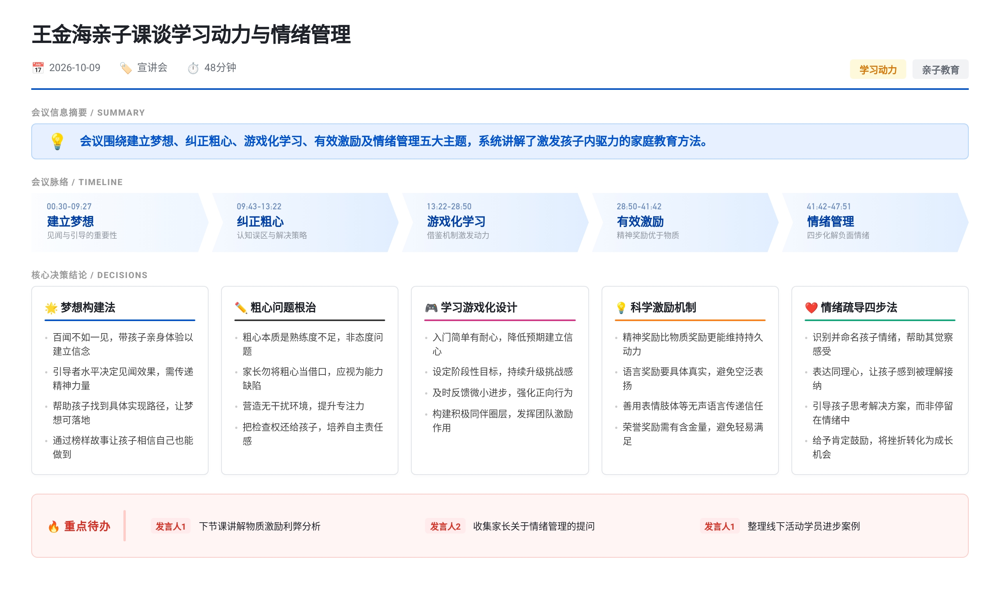 王金海亲子课谈学习动力与情绪管理
2026-10-09 宣讲会 48分钟
学习动力 亲子教育
会议信息摘要 / SUMMARY
会议围绕建立梦想、纠正粗心、游戏化学习、有效激励及情绪管理五大主题，系统讲解了激发孩子内驱力的家庭教育方法。
会议脉络 / TIMELINE
00:30-09:27
建立梦想
见闻与引导的重要性
09:43-13:22
纠正粗心
认知误区与解决策略
13:22-28:50
游戏化学习
借鉴机制激发动力
28:50-41:42
有效激励
精神奖励优于物质
41:42-47:51
情绪管理
四步化解负面情绪
核心决策结论 / DECISIONS
梦想构建法
百闻不如一见，带孩子亲身体验以
建立信念
引导者水平决定见闻效果，需传递
精神力量
帮助孩子找到具体实现路径，让梦
想可落地
通过榜样故事让孩子相信自己也能
做到
粗心问题根治
粗心本质是熟练度不足，非态度问
题
家长勿将粗心当借口，应视为能力
缺陷
营造无干扰环境，提升专注力
把检查权还给孩子，培养自主责任
感
学习游戏化设计
入门简单有耐心，降低预期建立信
心
设定阶段性目标，持续升级挑战感
及时反馈微小进步，强化正向行为
构建积极同伴圈层，发挥团队激励
作用
科学激励机制
精神奖励比物质奖励更能维持持久
动力
语言奖励要具体真实，避免空泛表
扬
善用表情肢体等无声语言传递信任
荣誉奖励需有含金量，避免轻易满
足
情绪疏导四步法
识别并命名孩子情绪，帮助其觉察
感受
表达同理心，让孩子感到被理解接
纳
引导孩子思考解决方案，而非停留
在情绪中
给予肯定鼓励，将挫折转化为成长
机会
重点待办
发言人1 下节课讲解物质激励利弊分析
发言人2 收集家长关于情绪管理的提问
发言人1 整理线下活动学员进步案例